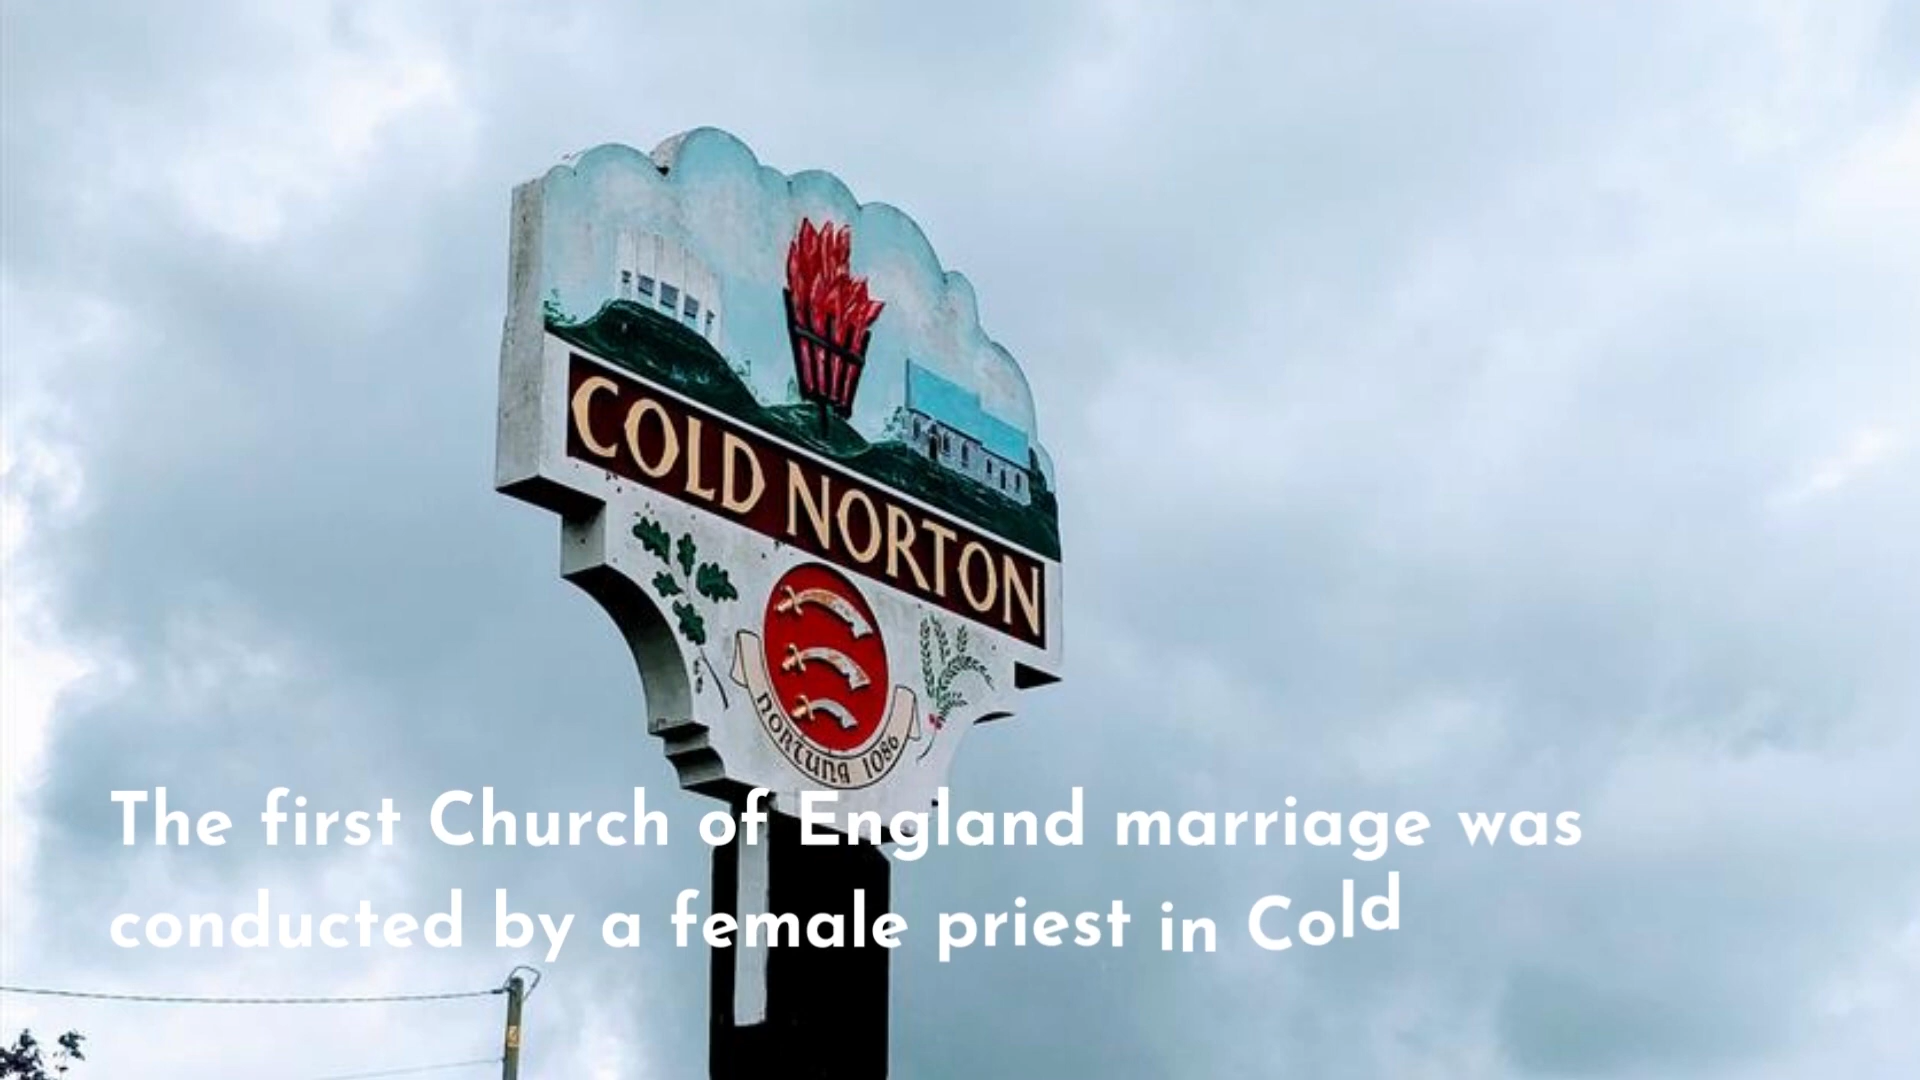 COLD NORTON
NORTUNA 1086
The first Church of England marriage was
conducted by a female priest in Cold